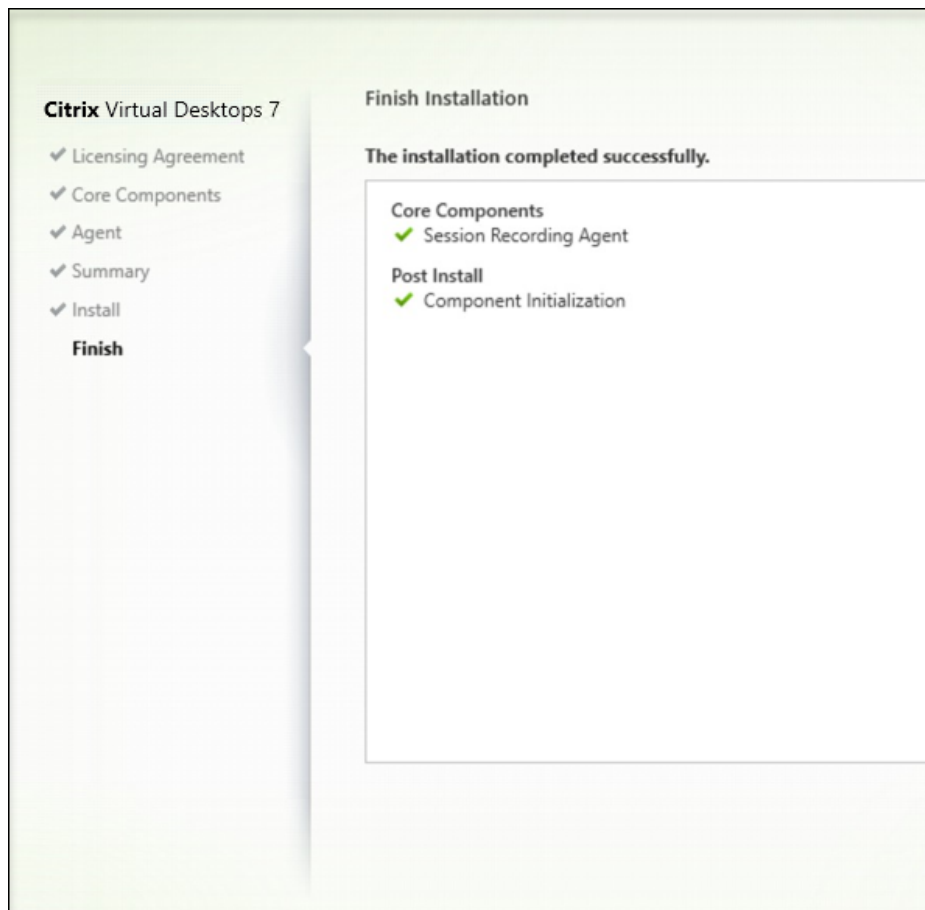 Citrix Virtual Desktops 7
Licensing Agreement
Core Components
Agent
Summary
Install
Finish
Finish Installation
The installation completed successfully.
Core Components
Session Recording Agent
Post Install
Component Initialization